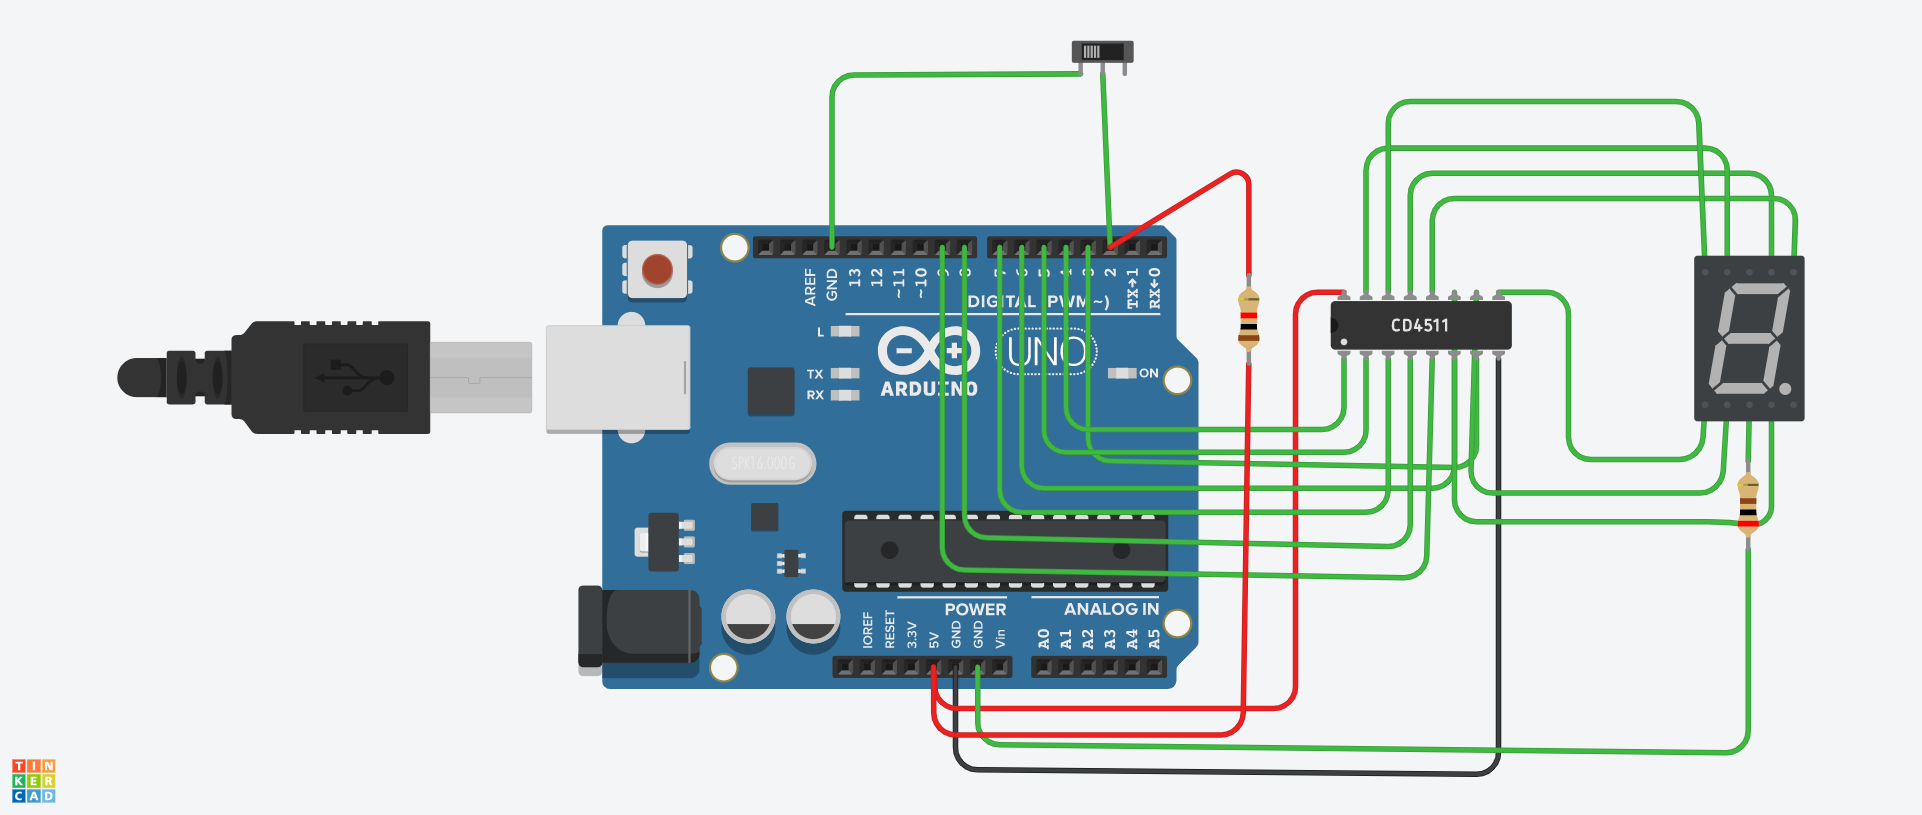 AREF
GND
13
12
~11
~10
9
8
7
6
5
4
3
2
TX→1
RX←0
DIGITAL (PWM~)
L
TX
RX
UNO
ARDUINO
ON
CD4511
SPK16.000G
POWER
ANALOG IN
IOREF
RESET
3.3V
5V
GND
GND
Vin
A0
A1
A2
A3
A4
A5
TIN
KER
CAD